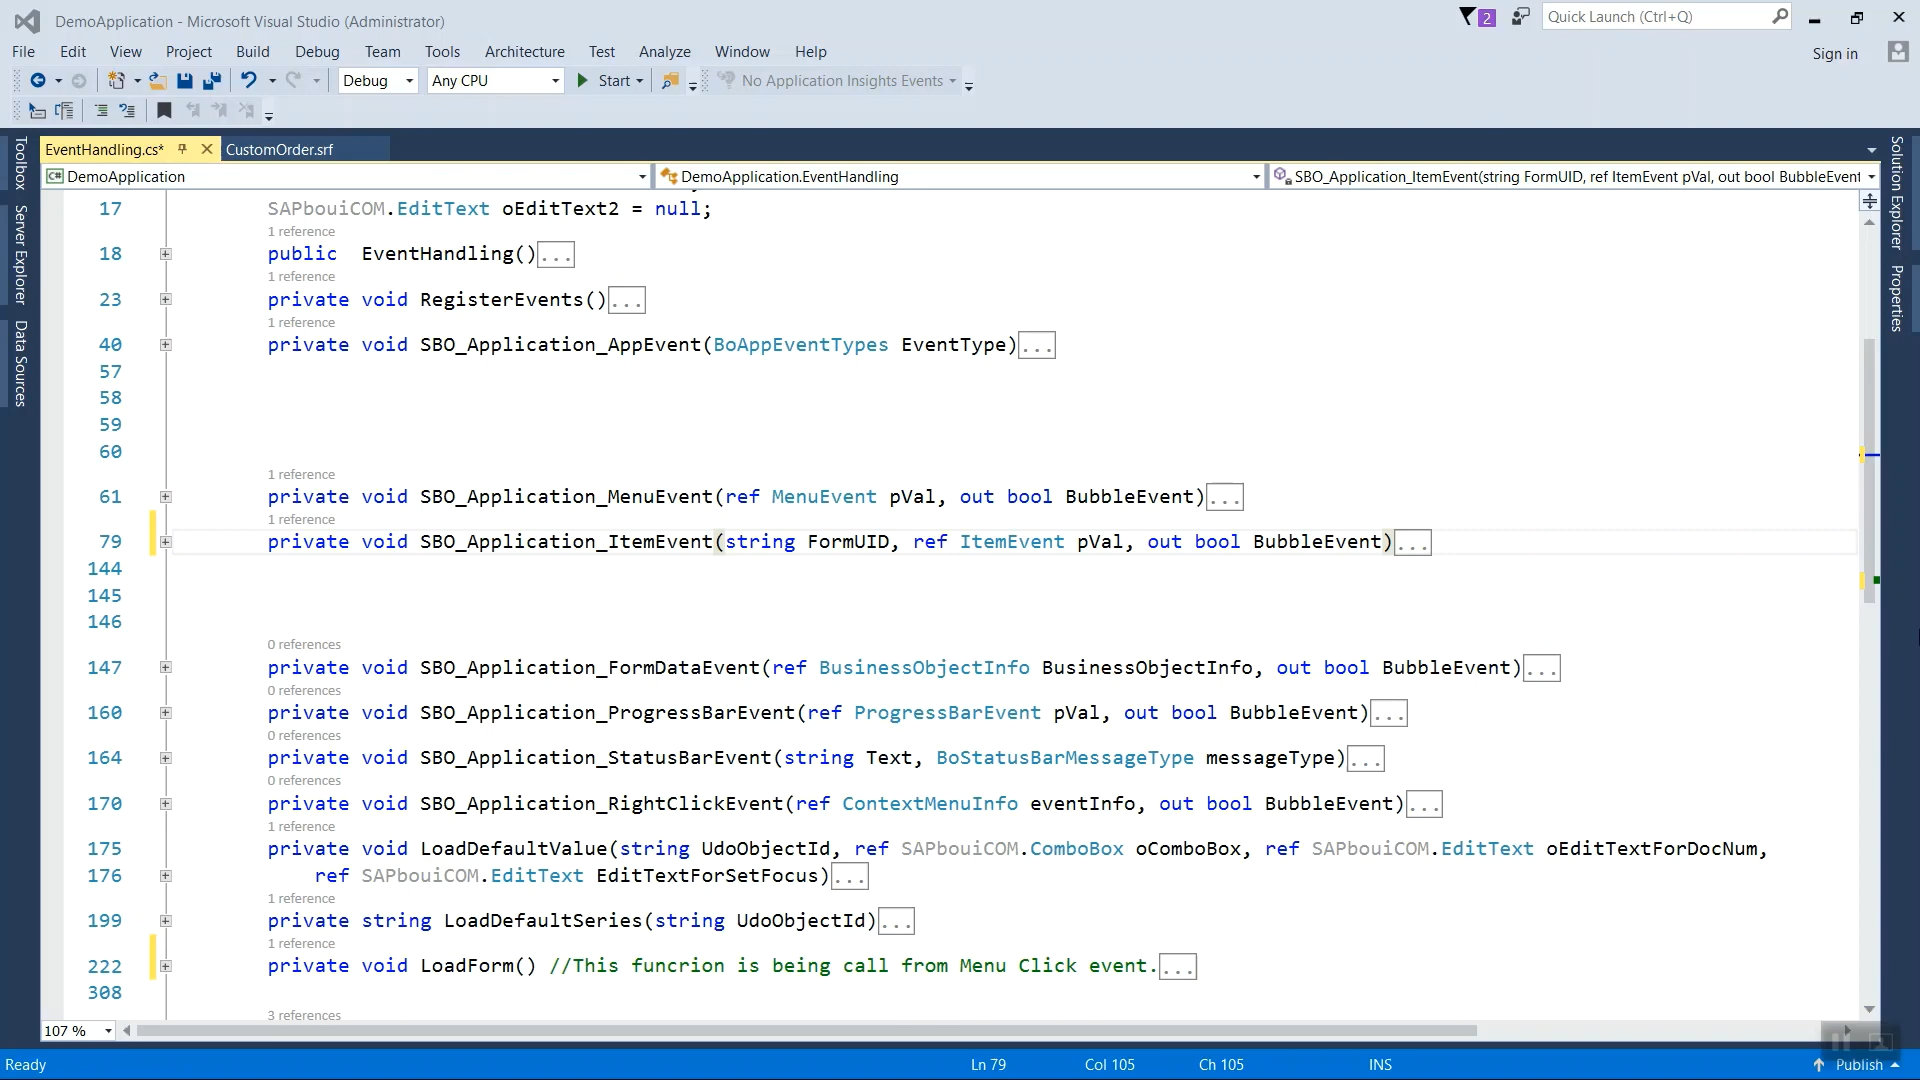 DemoApplication - Microsoft Visual Studio (Administrator)
2
Quick Launch (Ctrl+Q)
File Edit View Project Build Debug Team Tools Architecture Test Analyze Window Help
Sign in
Debug Any CPU Start No Application Insights Events
EventHandling.cs* CustomOrder.srf
DemoApplication DemoApplication.EventHandling SBO_Application_ItemEvent(string FormUID, ref ItemEvent pVal, out bool BubbleEvent
Toolbox
Server Explorer
Data Sources
Solution Explorer
Properties
17 SAPbouiCOM.EditText oEditText2 = null;
1 reference
18 public EventHandling()...
1 reference
23 private void RegisterEvents()...
1 reference
40 private void SBO_Application_AppEvent(BoAppEventTypes EventType)...
57
58
59
60
1 reference
61 private void SBO_Application_MenuEvent(ref MenuEvent pVal, out bool BubbleEvent)...
1 reference
79 private void SBO_Application_ItemEvent(string FormUID, ref ItemEvent pVal, out bool BubbleEvent)...
144
145
146
0 references
147 private void SBO_Application_FormDataEvent(ref BusinessObjectInfo BusinessObjectInfo, out bool BubbleEvent)...
0 references
160 private void SBO_Application_ProgressBarEvent(ref ProgressBarEvent pVal, out bool BubbleEvent)...
0 references
164 private void SBO_Application_StatusBarEvent(string Text, BoStatusBarMessageType messageType)...
0 references
170 private void SBO_Application_RightClickEvent(ref ContextMenuInfo eventInfo, out bool BubbleEvent)...
1 reference
175 private void LoadDefaultValue(string UdoObjectId, ref SAPbouiCOM.ComboBox oComboBox, ref SAPbouiCOM.EditText oEditTextForDocNum,
176 ref SAPbouiCOM.EditText EditTextForSetFocus)...
1 reference
199 private string LoadDefaultSeries(string UdoObjectId)...
1 reference
222 private void LoadForm() //This funcrion is being call from Menu Click event....
308
3 references
107 %
Ready Ln 79 Col 105 Ch 105 INS Publish